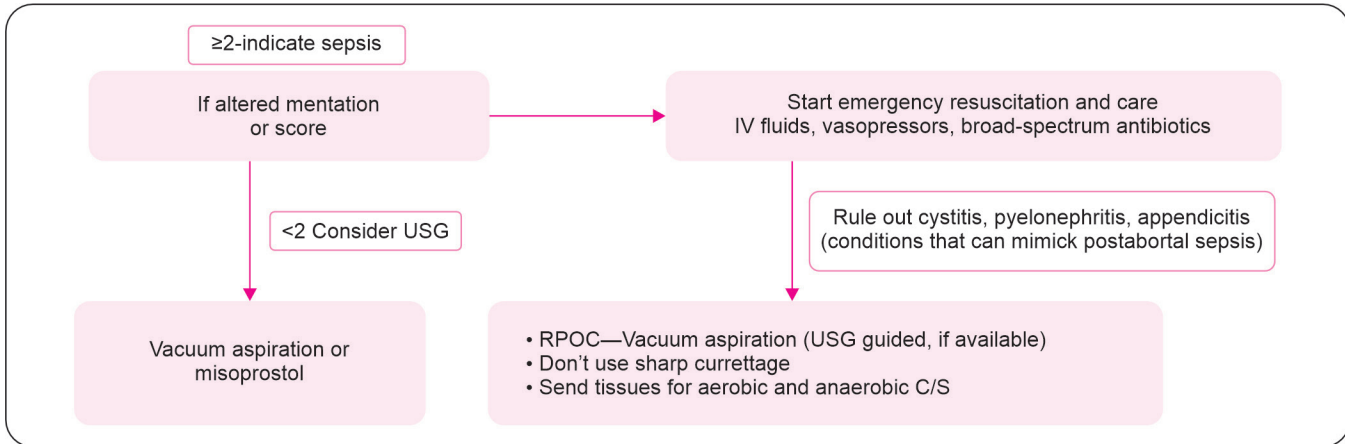 ≥2-indicate sepsis
If altered mentation
or score
Start emergency resuscitation and care
IV fluids, vasopressors, broad-spectrum antibiotics
<2 Consider USG
Rule out cystitis, pyelonephritis, appendicitis
(conditions that can mimick postabortal sepsis)
Vacuum aspiration or
misoprostol
• RPOC—Vacuum aspiration (USG guided, if available)
• Don’t use sharp currettage
• Send tissues for aerobic and anaerobic C/S